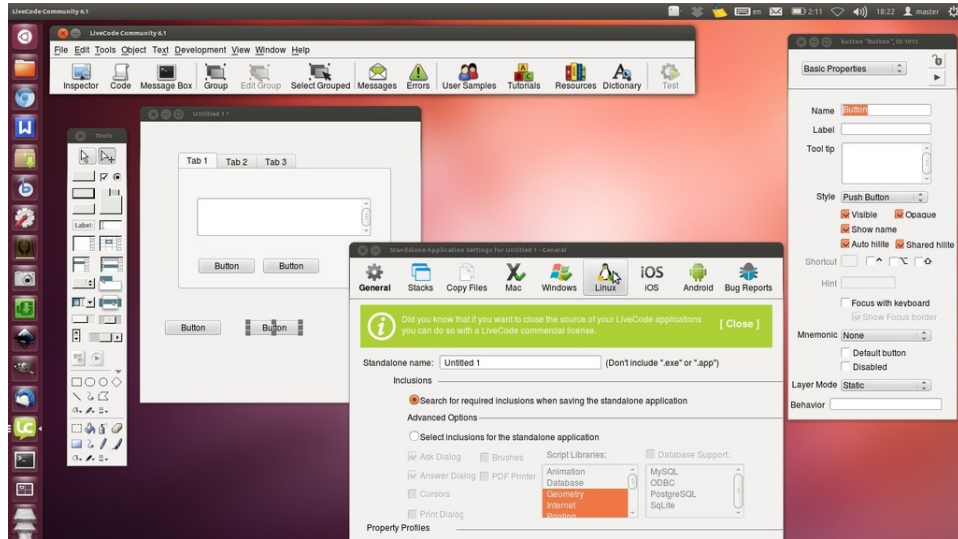 LiveCode Community 6.1
en
2:11
18:22
master
LiveCode Community 6.1
File Edit Tools Object Text Development View Window Help
Inspector Code Message Box Group Edit Group Select Grouped Messages Errors User Samples Tutorials Resources Dictionary Test
Tools
Label:
Untitled 1 *
Tab 1 Tab 2 Tab 3
Button Button
Button Button
button "Button", ID 1015
Basic Properties
Name Button
Label
Tool tip
Style Push Button
Visible Opaque
Show name
Auto hilite Shared hilite
Shortcut
Hint
Focus with keyboard
Show Focus border
Mnemonic None
Default button
Disabled
Layer Mode Static
Behavior
Standalone Application Settings for Untitled 1 - General
General Stacks Copy Files Mac Windows Linux iOS Android Bug Reports
iOS
Did you know that if you want to close the source of your LiveCode applications
you can do so with a LiveCode commercial license.
[ Close ]
Standalone name: Untitled 1 (Don't include ".exe" or ".app")
Inclusions
Search for required inclusions when saving the standalone application
Advanced Options
Select inclusions for the standalone application
Ask Dialog Brushes Script Libraries: Database Support:
Answer Dialog PDF Printer
Cursors
Print Dialog
Animation
Database
Geometry
Internet
Printing
MySQL
ODBC
PostgreSQL
SqLite
Property Profiles